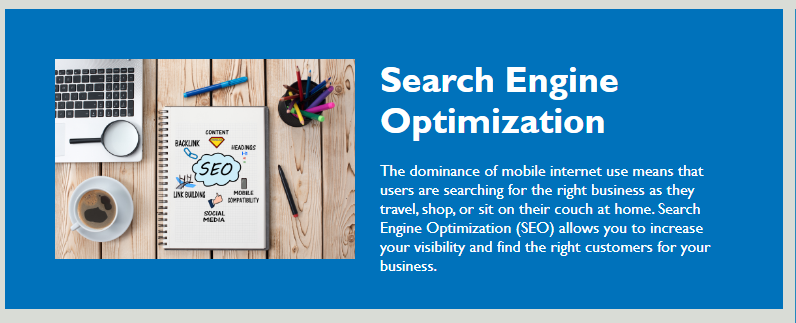 Search Engine
Optimization
The dominance of mobile internet use means that
users are searching for the right business as they
travel, shop, or sit on their couch at home. Search
Engine Optimization (SEO) allows you to increase
your visibility and find the right customers for your
business.
CONTENT
BACKLINK
HEADINGS
SEO
LINK BUILDING
MOBILE
COMPATIBILITY
SOCIAL
MEDIA